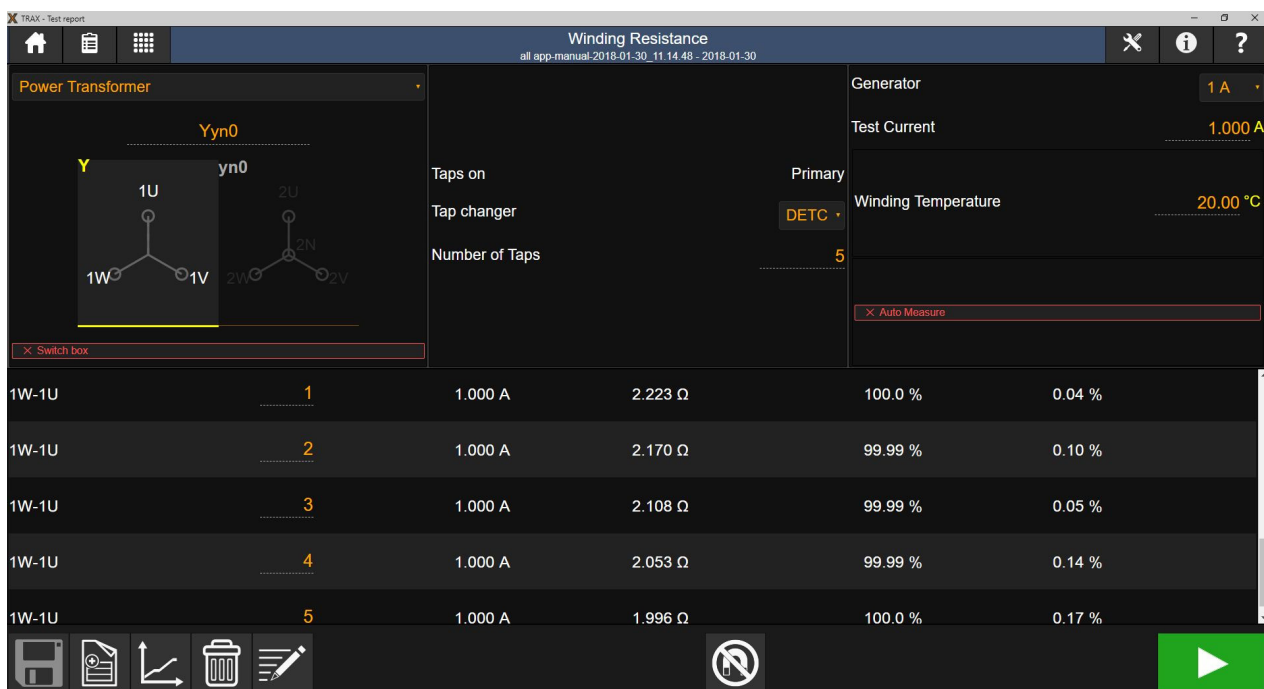 TRAX - Test report
Winding Resistance
all app-manual-2018-01-30_11.14.48 - 2018-01-30
?
Power Transformer
Yyn0
Y
yn0
1U
2U
2N
1W
1V
2W
2V
Switch box
Taps on Primary
Tap changer DETC
Number of Taps 5
Generator 1 A
Test Current 1.000 A
Winding Temperature 20.00 °C
Auto Measure
1W-1U 1 1.000 A 2.223 Ω 100.0 % 0.04 %
1W-1U 2 1.000 A 2.170 Ω 99.99 % 0.10 %
1W-1U 3 1.000 A 2.108 Ω 99.99 % 0.05 %
1W-1U 4 1.000 A 2.053 Ω 99.99 % 0.14 %
1W-1U 5 1.000 A 1.996 Ω 100.0 % 0.17 %